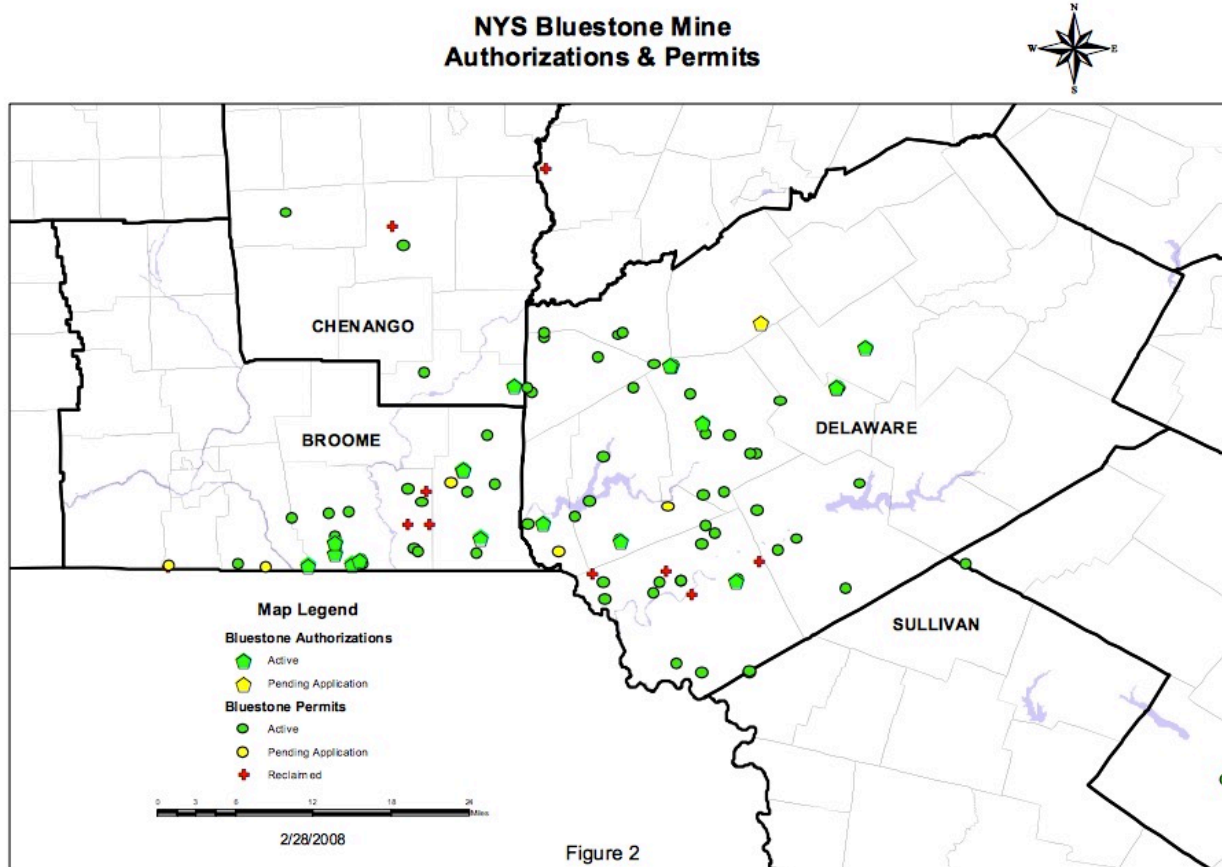 NYS Bluestone Mine
Authorizations & Permits
N
W
E
S
CHENANGO
BROOME
DELAWARE
SULLIVAN
Map Legend
Bluestone Authorizations
Active
Pending Application
Bluestone Permits
Active
Pending Application
Reclaimed
0 3 6 12 18 24
Miles
2/28/2008
Figure 2